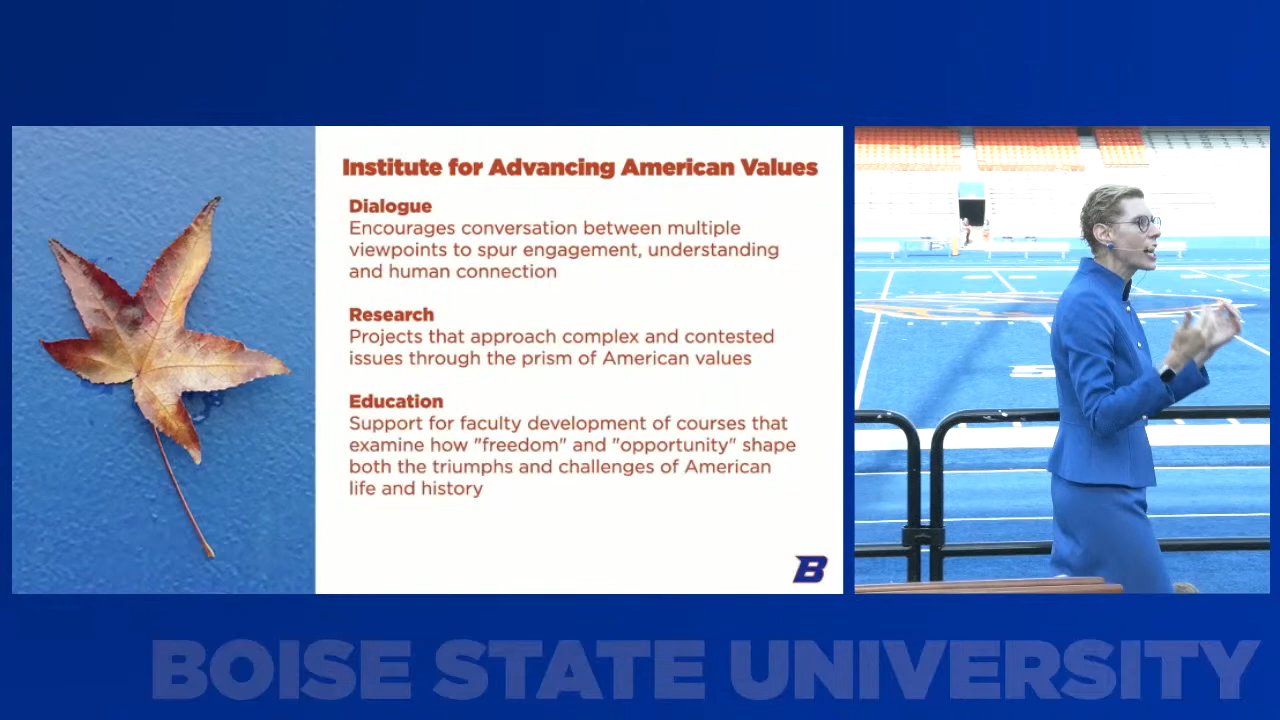 Institute for Advancing American Values
Dialogue
Encourages conversation between multiple
viewpoints to spur engagement, understanding
and human connection
Research
Projects that approach complex and contested
issues through the prism of American values
Education
Support for faculty development of courses that
examine how "freedom" and "opportunity" shape
both the triumphs and challenges of American
life and history
B
BOISE STATE UNIVERSITY